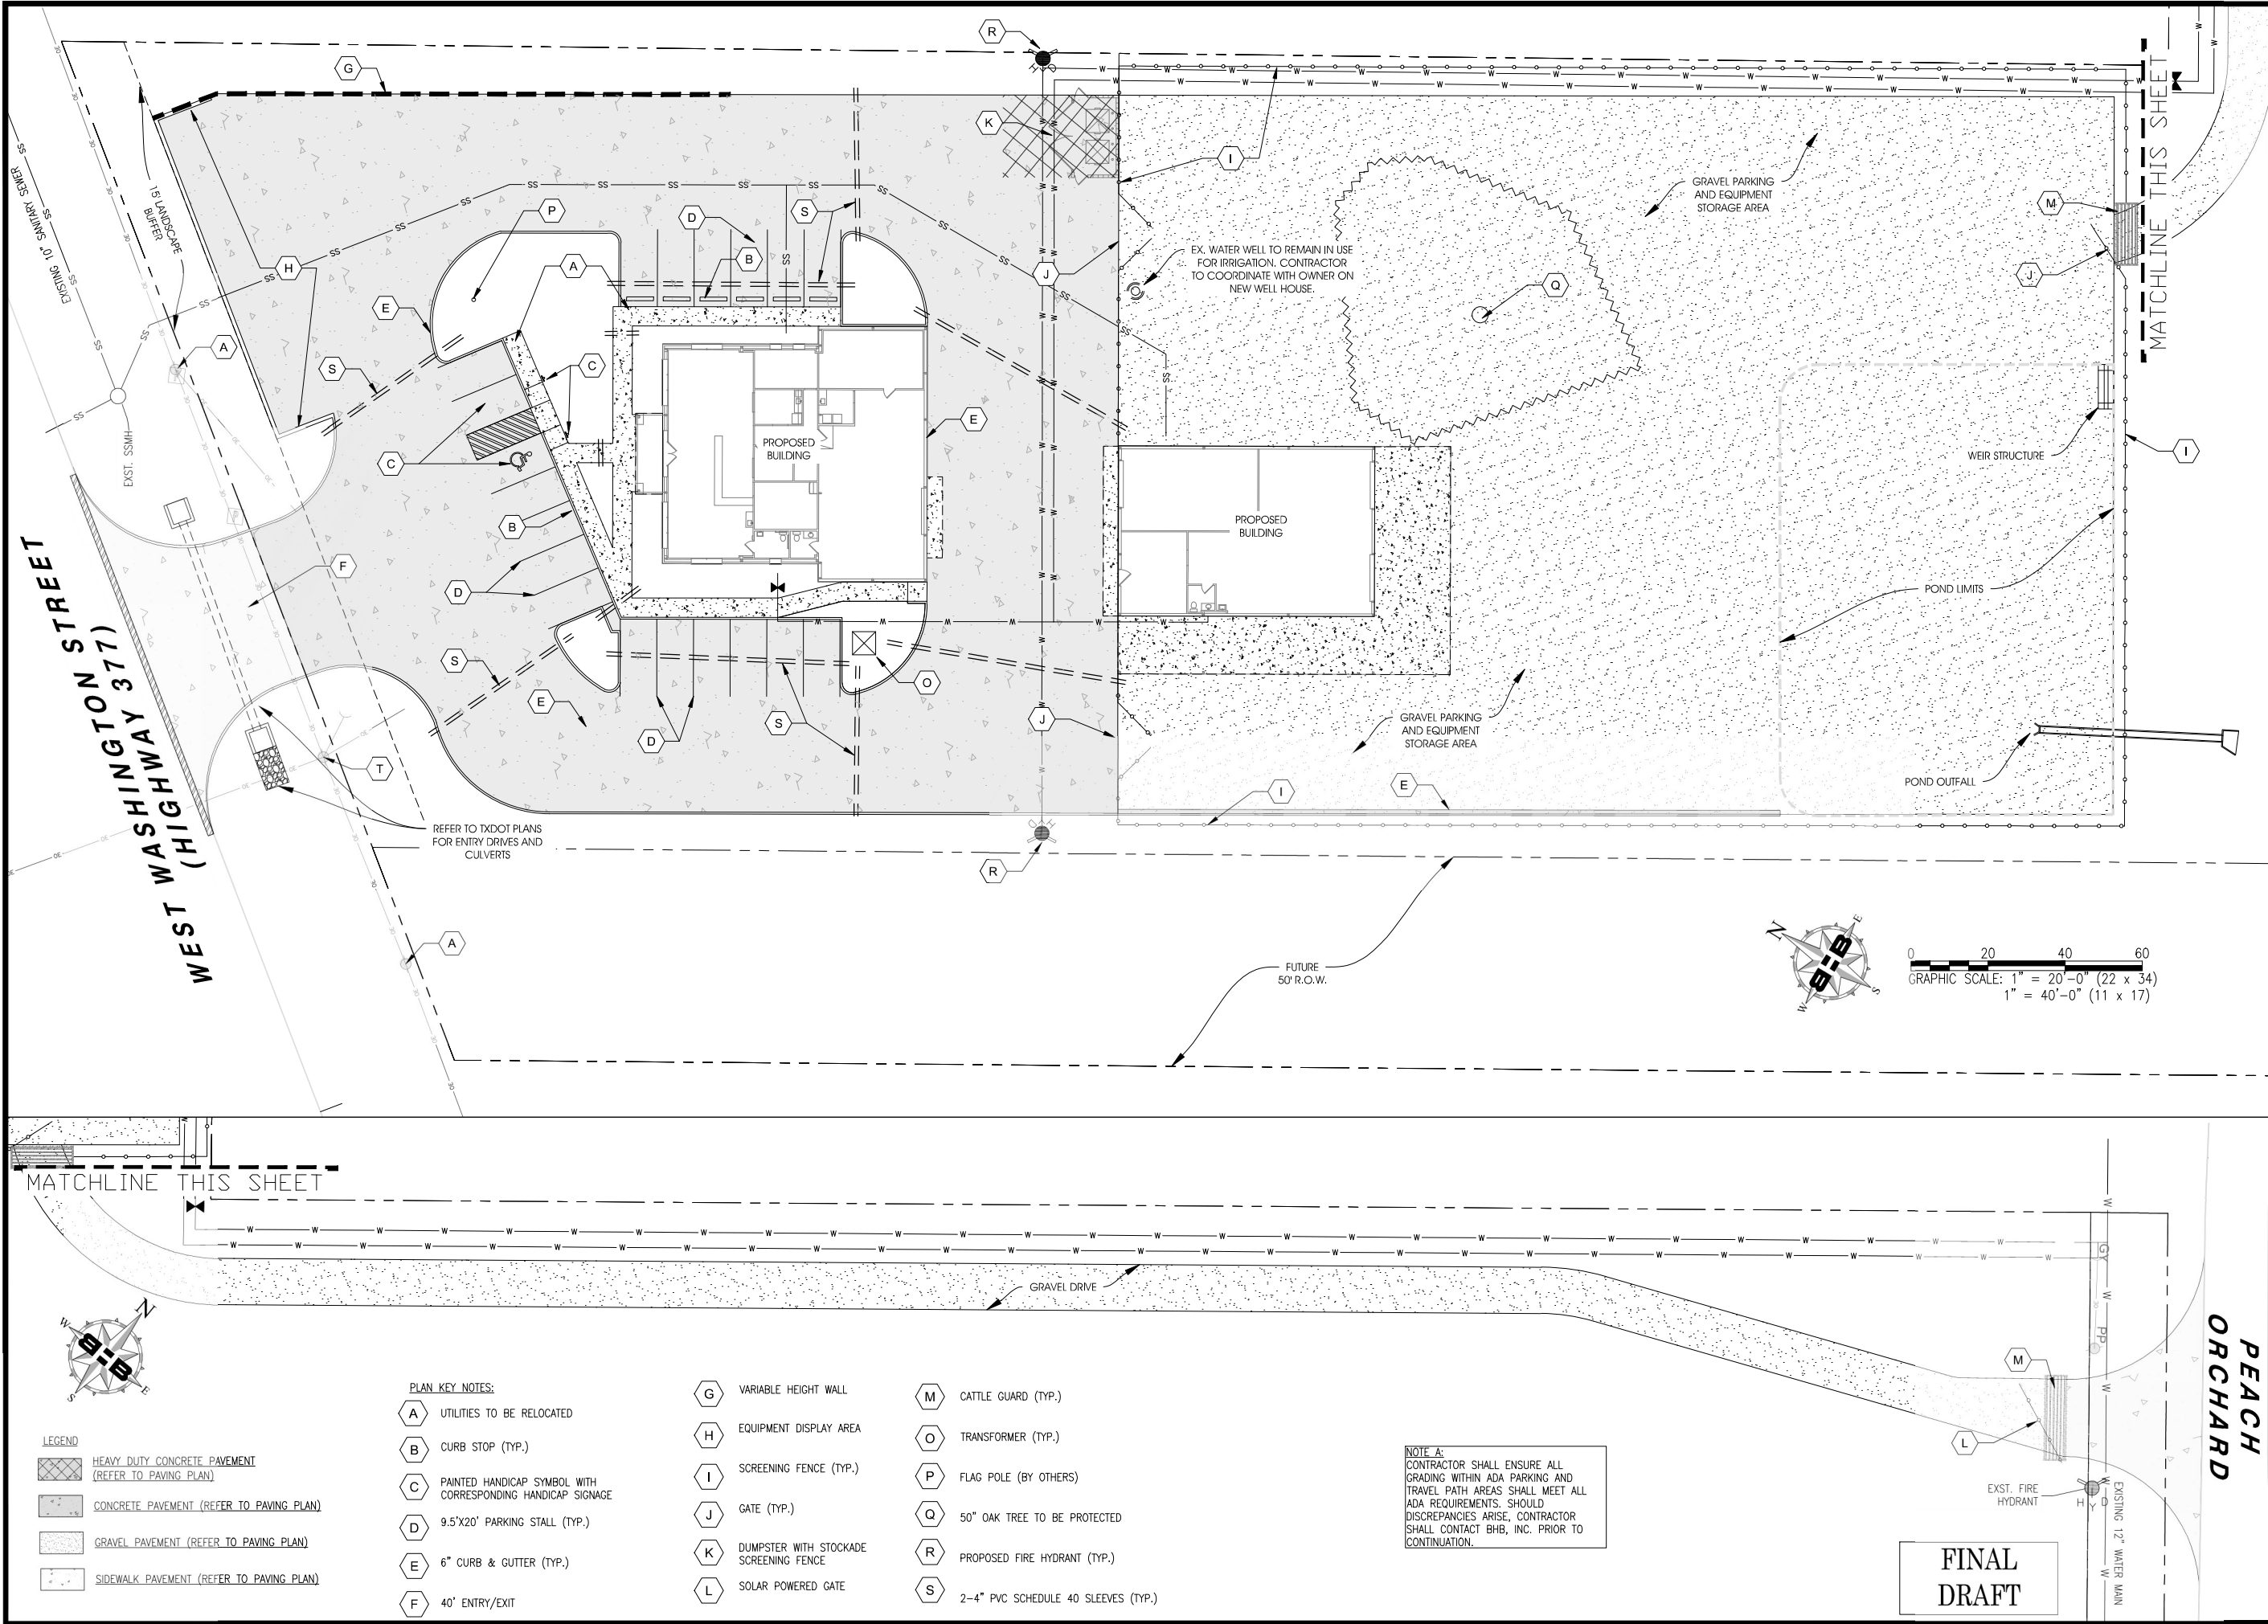 R
G
K
I
P
D
S
B
A
H
J
M
GRAVEL PARKING
AND EQUIPMENT
STORAGE AREA
EX. WATER WELL TO REMAIN IN USE
FOR IRRIGATION. CONTRACTOR
TO COORDINATE WITH OWNER ON
NEW WELL HOUSE.
MATCHLINE THIS SHEET
EXISTING 10" SANITARY SEWER
15' LANDSCAPE
BUFFER
E
A
S
C
E
J
Q
J
EXST. SSMH
C
B
F
D
PROPOSED
BUILDING
PROPOSED
BUILDING
WEIR STRUCTURE
I
POND LIMITS
WEST WASHINGTON STREET
(HIGHWAY 377)
S
E
D
S
O
J
T
GRAVEL PARKING
AND EQUIPMENT
STORAGE AREA
I
E
POND OUTFALL
REFER TO TXDOT PLANS
FOR ENTRY DRIVES AND
CULVERTS
R
A
FUTURE
50' R.O.W.
N
E
S
W
0 20 40 60
GRAPHIC SCALE: 1" = 20'-0" (22 x 34)
1" = 40'-0" (11 x 17)
MATCHLINE THIS SHEET
GRAVEL DRIVE
GV
PP
M
L
PEACH
ORCHARD
EXST. FIRE
HYDRANT
HYD
EXISTING 12" WATER MAIN
N
W
E
S
LEGEND
HEAVY DUTY CONCRETE PAVEMENT
(REFER TO PAVING PLAN)
CONCRETE PAVEMENT (REFER TO PAVING PLAN)
GRAVEL PAVEMENT (REFER TO PAVING PLAN)
SIDEWALK PAVEMENT (REFER TO PAVING PLAN)
PLAN KEY NOTES:
A UTILITIES TO BE RELOCATED
B CURB STOP (TYP.)
C PAINTED HANDICAP SYMBOL WITH
CORRESPONDING HANDICAP SIGNAGE
D 9.5'X20' PARKING STALL (TYP.)
E 6" CURB & GUTTER (TYP.)
F 40' ENTRY/EXIT
G VARIABLE HEIGHT WALL
H EQUIPMENT DISPLAY AREA
I SCREENING FENCE (TYP.)
J GATE (TYP.)
K DUMPSTER WITH STOCKADE
SCREENING FENCE
L SOLAR POWERED GATE
M CATTLE GUARD (TYP.)
O TRANSFORMER (TYP.)
P FLAG POLE (BY OTHERS)
Q 50" OAK TREE TO BE PROTECTED
R PROPOSED FIRE HYDRANT (TYP.)
S 2-4" PVC SCHEDULE 40 SLEEVES (TYP.)
NOTE A:
CONTRACTOR SHALL ENSURE ALL
GRADING WITHIN ADA PARKING AND
TRAVEL PATH AREAS SHALL MEET ALL
ADA REQUIREMENTS. SHOULD
DISCREPANCIES ARISE, CONTRACTOR
SHALL CONTACT BHB, INC. PRIOR TO
CONTINUATION.
FINAL
DRAFT